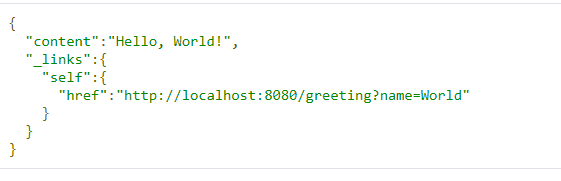 {
  "content":"Hello, World!",
  "_links":{
    "self":{
      "href":"http://localhost:8080/greeting?name=World"
    }
  }
}